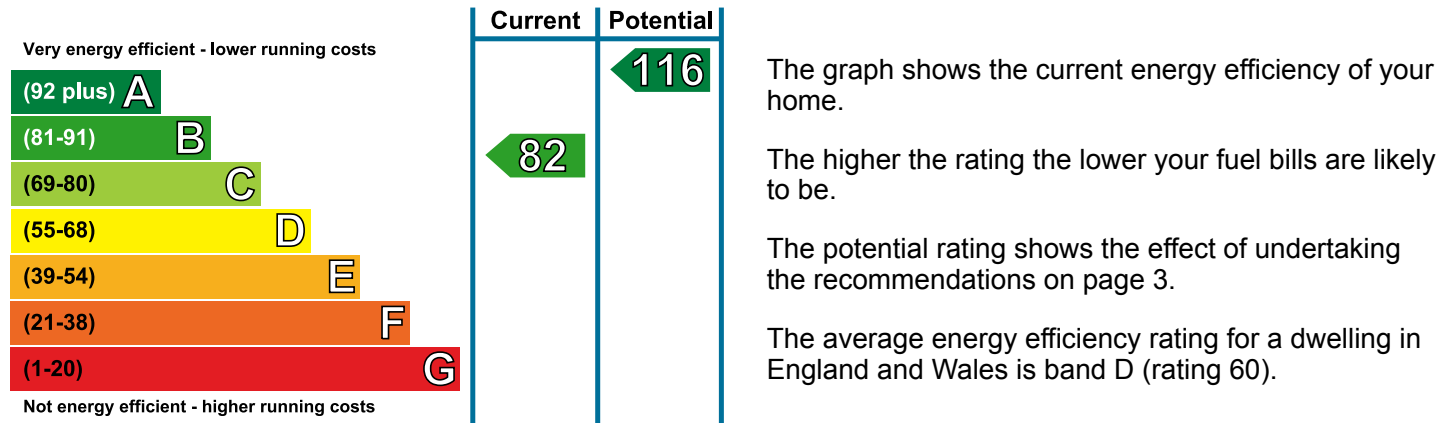 Current Potential
Very energy efficient - lower running costs
(92 plus) A
116
(81-91) B
82
(69-80) C
(55-68) D
(39-54) E
(21-38) F
(1-20) G
Not energy efficient - higher running costs
The graph shows the current energy efficiency of your
home.
The higher the rating the lower your fuel bills are likely
to be.
The potential rating shows the effect of undertaking
the recommendations on page 3.
The average energy efficiency rating for a dwelling in
England and Wales is band D (rating 60).